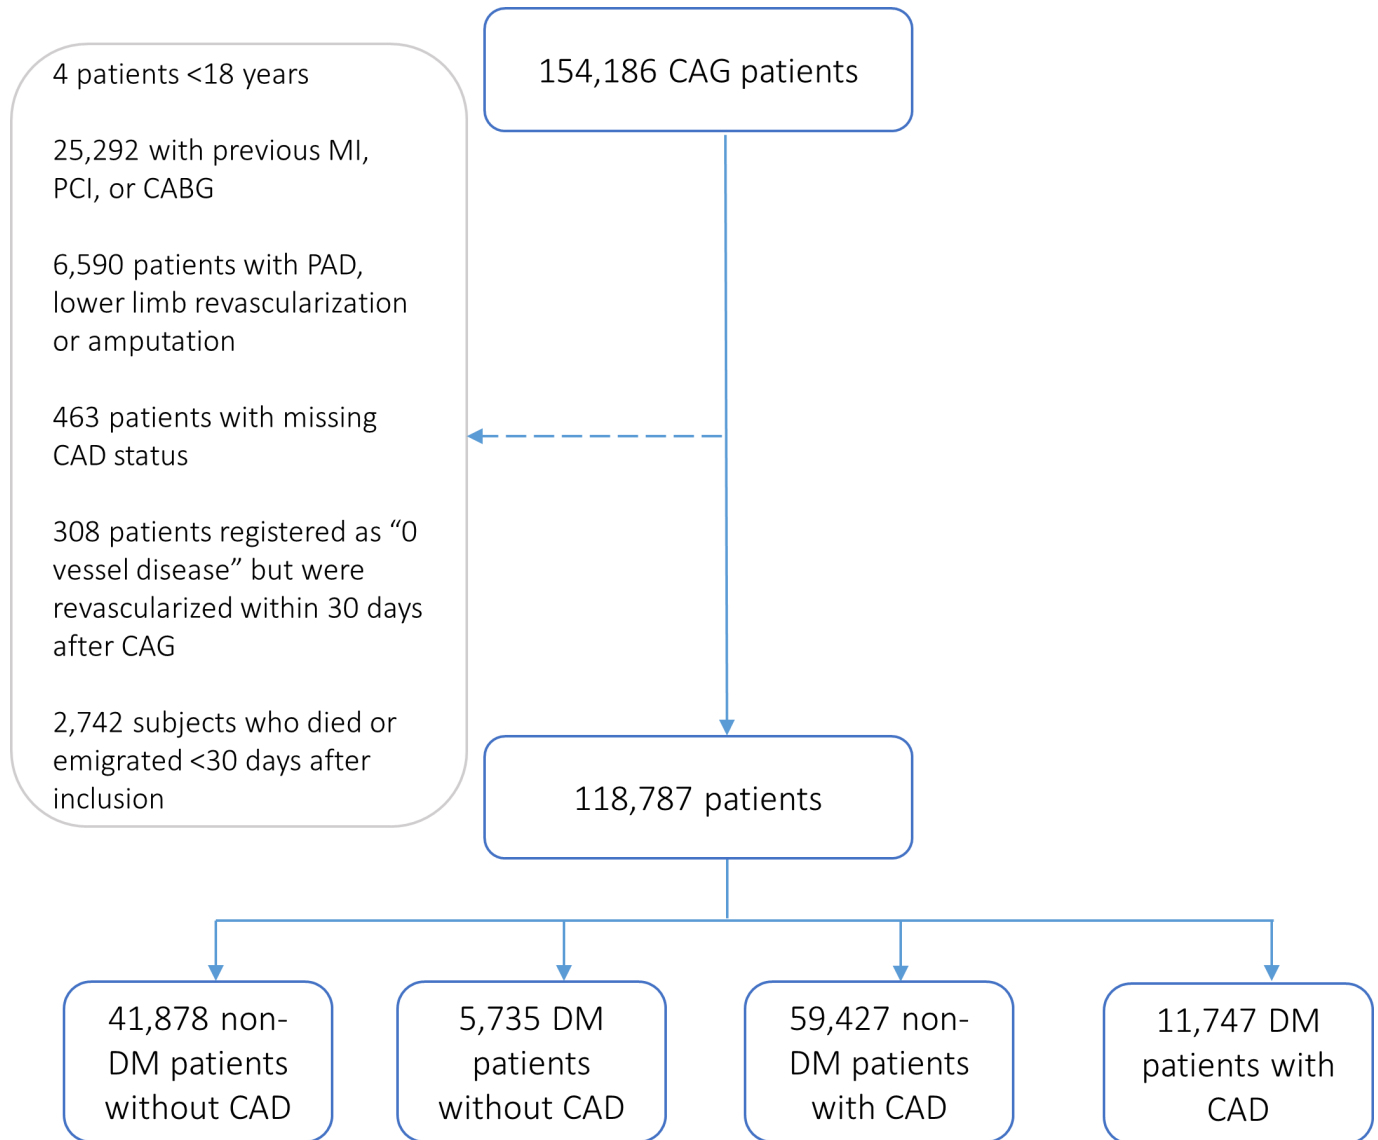 154,186 CAG patients
4 patients <18 years
25,292 with previous MI,
PCI, or CABG
6,590 patients with PAD,
lower limb revascularization
or amputation
463 patients with missing
CAD status
308 patients registered as “0
vessel disease” but were
revascularized within 30 days
after CAG
2,742 subjects who died or
emigrated <30 days after
inclusion
118,787 patients
41,878 non-
DM patients
without CAD
5,735 DM
patients
without CAD
59,427 non-
DM patients
with CAD
11,747 DM
patients with
CAD